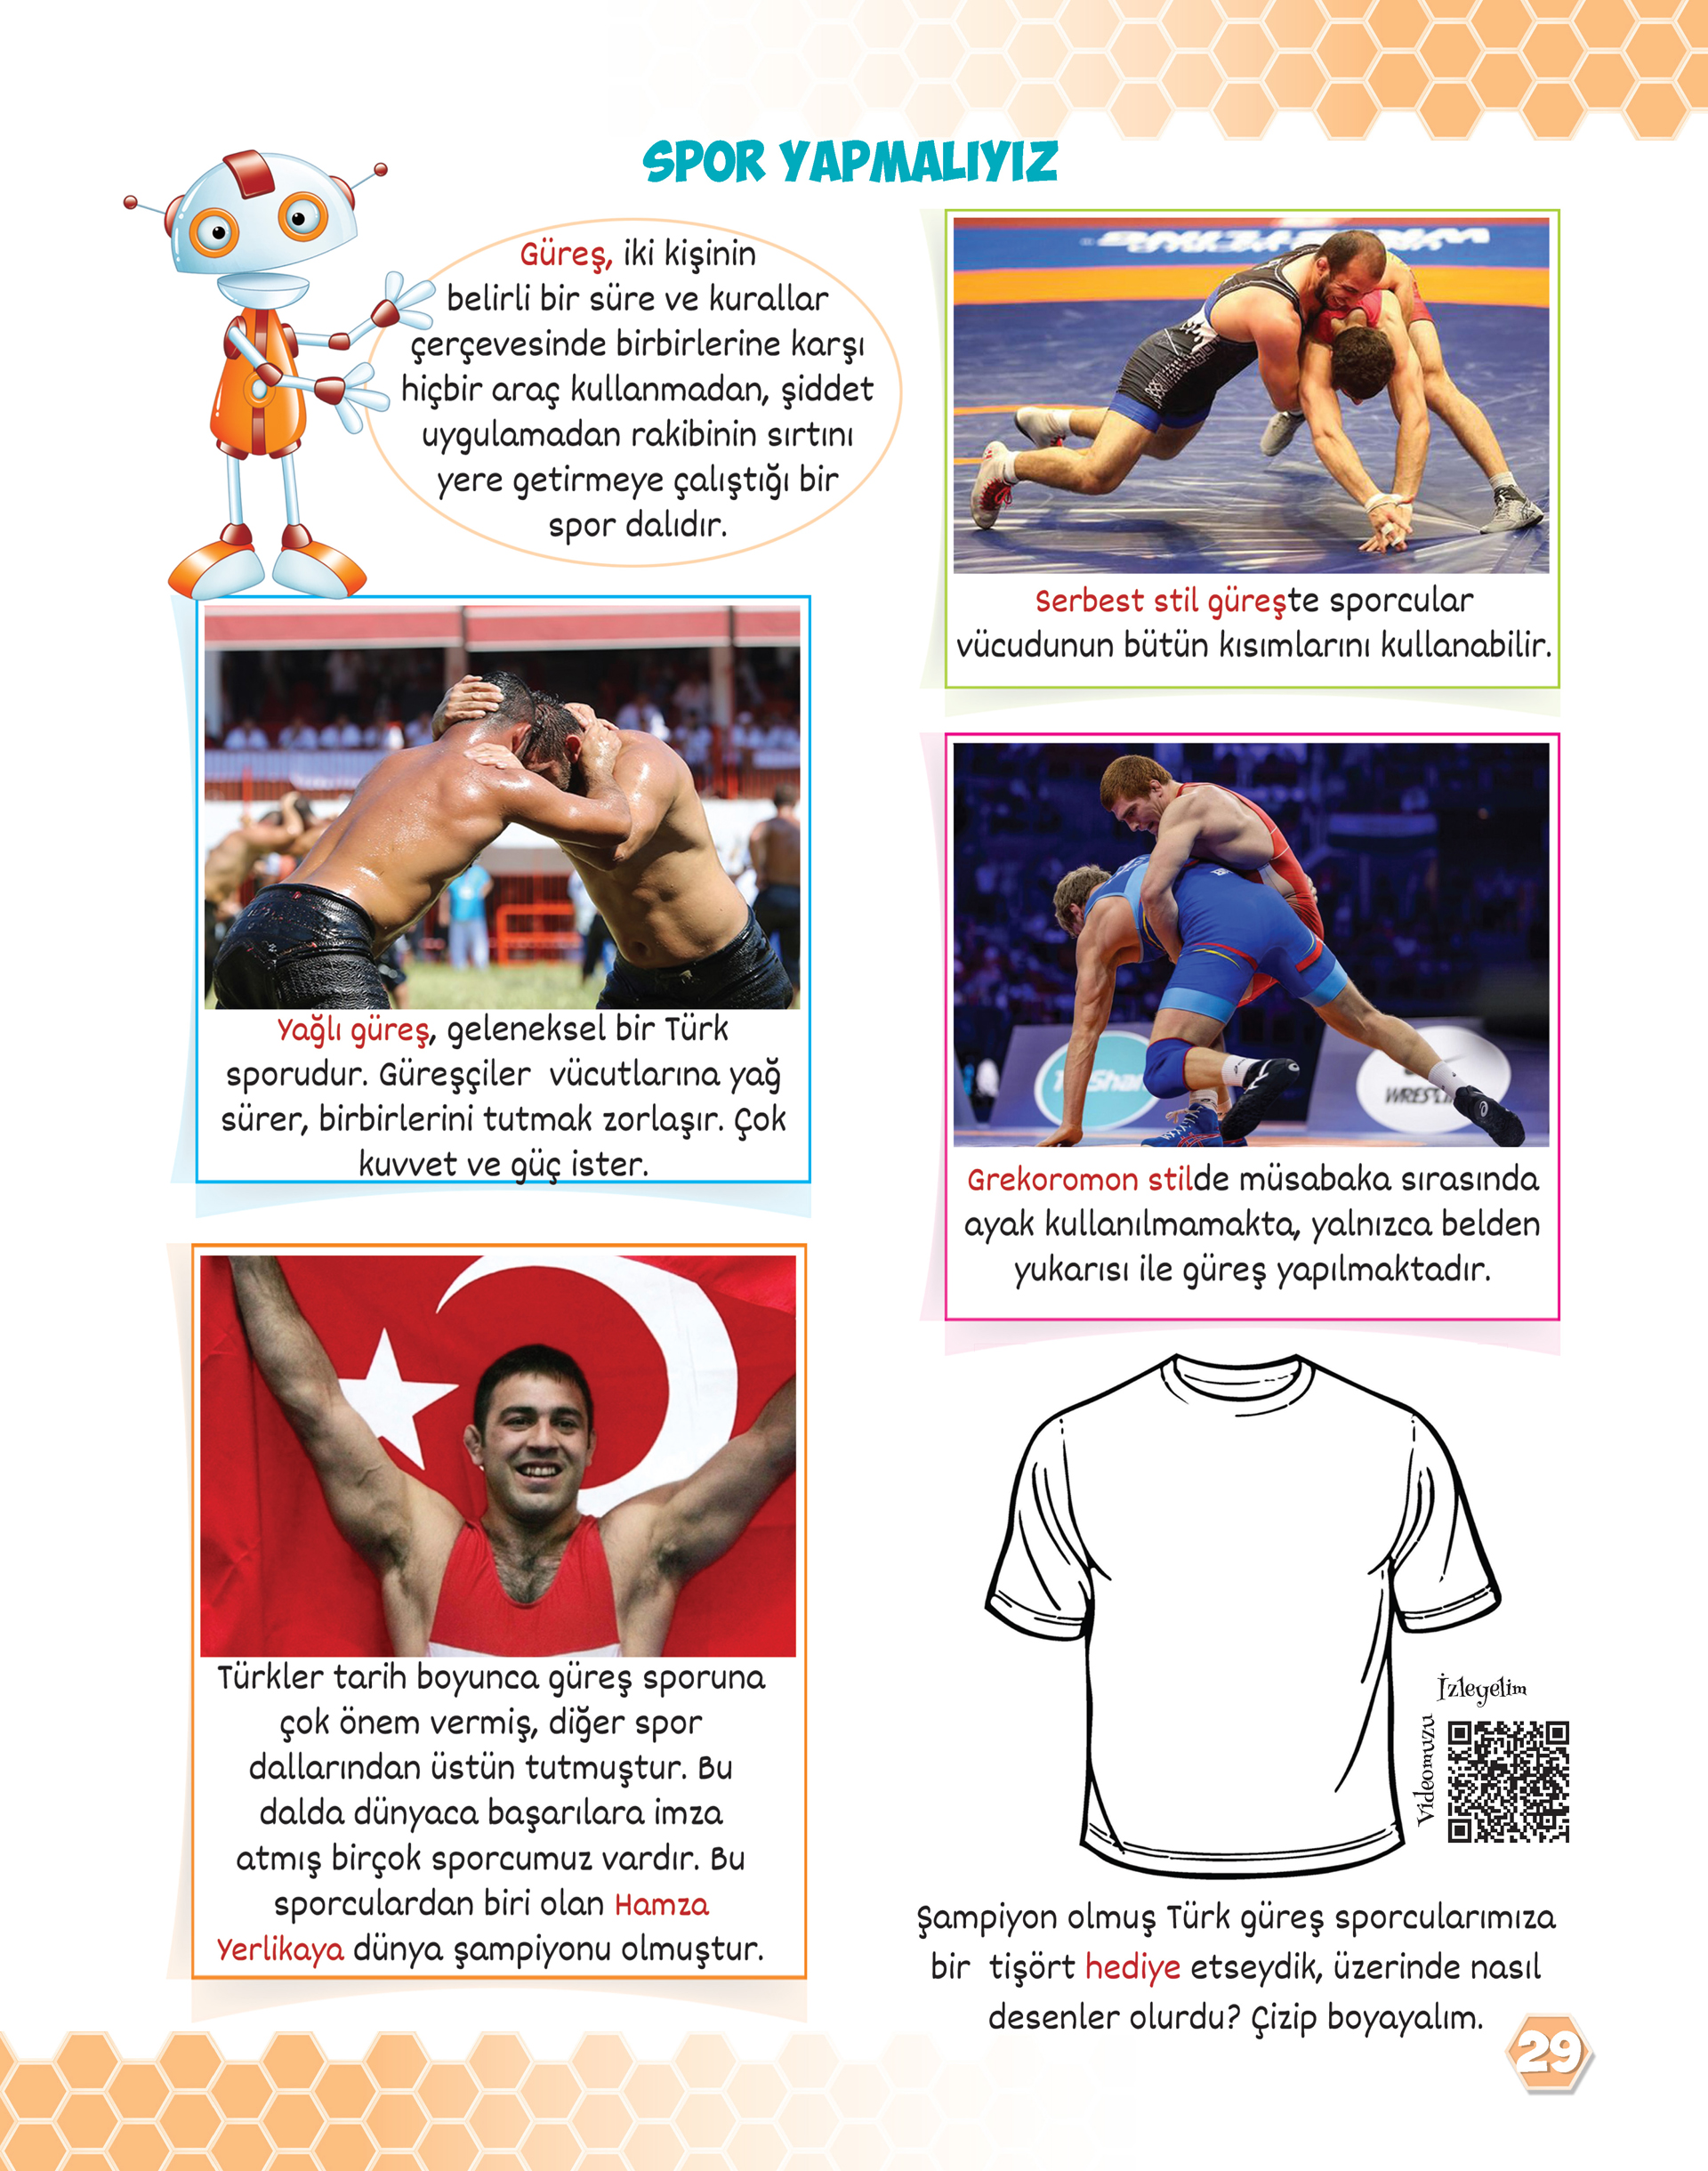 SPOR YAPMALIYIZ
Güreş, iki kişinin
belirli bir süre ve kurallar
çerçevesinde birbirlerine karşı
hiçbir araç kullanmadan, şiddet
uygulamadan rakibinin sırtını
yere getirmeye çalıştığı bir
spor dalıdır.
Serbest stil güreşte sporcular
vücudunun bütün kısımlarını kullanabilir.
Yağlı güreş, geleneksel bir Türk
sporudur. Güreşçiler vücutlarına yağ
sürer, birbirlerini tutmak zorlaşır. Çok
kuvvet ve güç ister.
Grekoromon stilde müsabaka sırasında
ayak kullanılmamakta, yalnızca belden
yukarısı ile güreş yapılmaktadır.
Türkler tarih boyunca güreş sporuna
çok önem vermiş, diğer spor
dallarından üstün tutmuştur. Bu
dalda dünyaca başarılara imza
atmış birçok sporcumuz vardır. Bu
sporculardan biri olan Hamza
Yerlikaya dünya şampiyonu olmuştur.
Videomuzu
İzleyelim
Şampiyon olmuş Türk güreş sporcularımıza
bir tişört hediye etseydik, üzerinde nasıl
desenler olurdu? Çizip boyayalım.
29